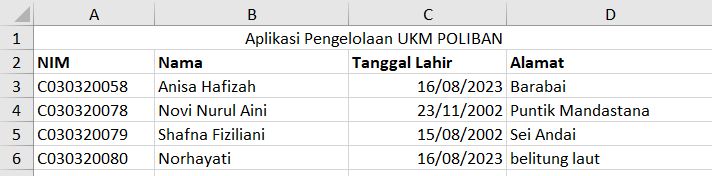 A B C D
1 Aplikasi Pengelolaan UKM POLIBAN
2 NIM Nama Tanggal Lahir Alamat
3 C030320058 Anisa Hafizah 16/08/2023 Barabai
4 C030320078 Novi Nurul Aini 23/11/2002 Puntik Mandastana
5 C030320079 Shafna Fiziliani 15/08/2002 Sei Andai
6 C030320080 Norhayati 16/08/2023 belitung laut